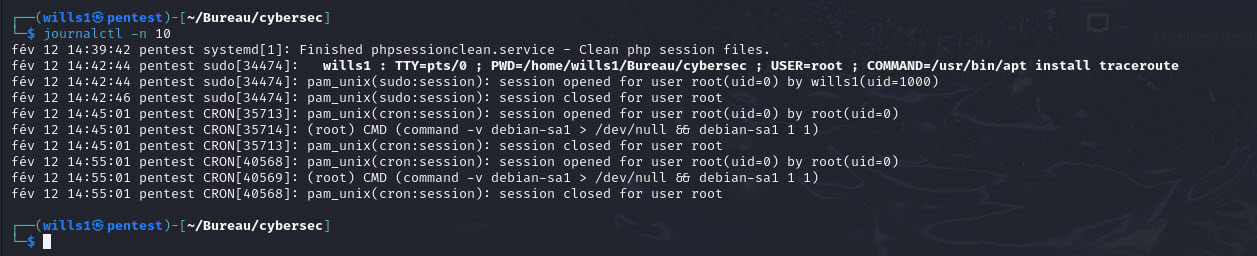 ┌──(wills1㉿pentest)-[~/Bureau/cybersec]
└─$ journalctl -n 10
fév 12 14:39:42 pentest systemd[1]: Finished phpsessionclean.service - Clean php session files.
fév 12 14:42:44 pentest sudo[34474]:   wills1 : TTY=pts/0 ; PWD=/home/wills1/Bureau/cybersec ; USER=root ; COMMAND=/usr/bin/apt install traceroute
fév 12 14:42:44 pentest sudo[34474]: pam_unix(sudo:session): session opened for user root(uid=0) by wills1(uid=1000)
fév 12 14:42:46 pentest sudo[34474]: pam_unix(sudo:session): session closed for user root
fév 12 14:45:01 pentest CRON[35713]: pam_unix(cron:session): session opened for user root(uid=0) by root(uid=0)
fév 12 14:45:01 pentest CRON[35714]: (root) CMD (command -v debian-sa1 > /dev/null && debian-sa1 1 1)
fév 12 14:45:01 pentest CRON[35713]: pam_unix(cron:session): session closed for user root
fév 12 14:55:01 pentest CRON[40568]: pam_unix(cron:session): session opened for user root(uid=0) by root(uid=0)
fév 12 14:55:01 pentest CRON[40569]: (root) CMD (command -v debian-sa1 > /dev/null && debian-sa1 1 1)
fév 12 14:55:01 pentest CRON[40568]: pam_unix(cron:session): session closed for user root
┌──(wills1㉿pentest)-[~/Bureau/cybersec]
└─$